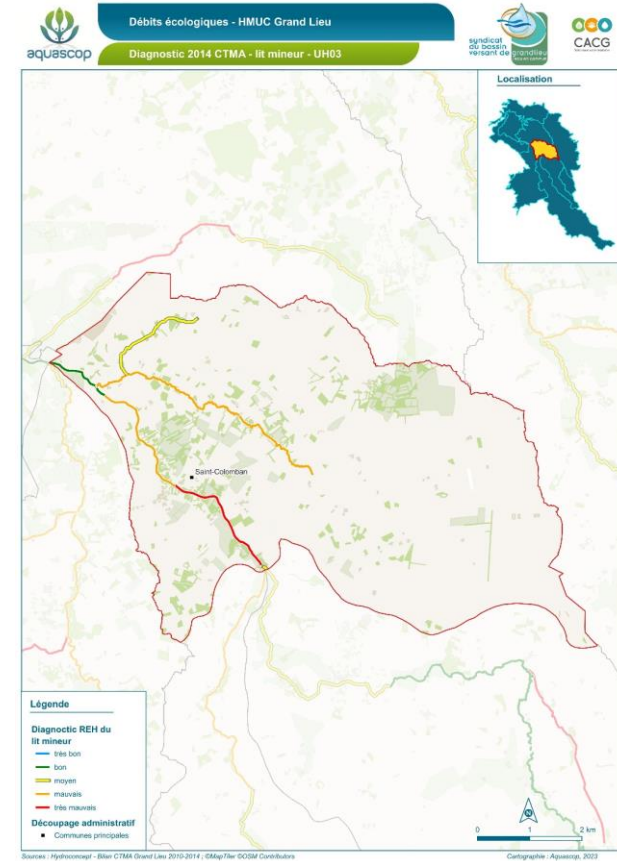 aquascop
Débits écologiques - HMUC Grand Lieu
Diagnostic 2014 CTMA - lit mineur - UH03
syndicat
du bassin
versant de grandlieu
CACG
Localisation
Saint-Colomban
Légende
Diagnoctic REH du
lit mineur
très bon
bon
moyen
mauvais
très mauvais
Découpage administratif
Communes principales
N
0 1 2 km
Sources : Hydroconcept - Bilan CTMA Grand Lieu 2010-2014 ; ©MapTiler ©OSM Contributors
Cartographie : Aquascop, 2023